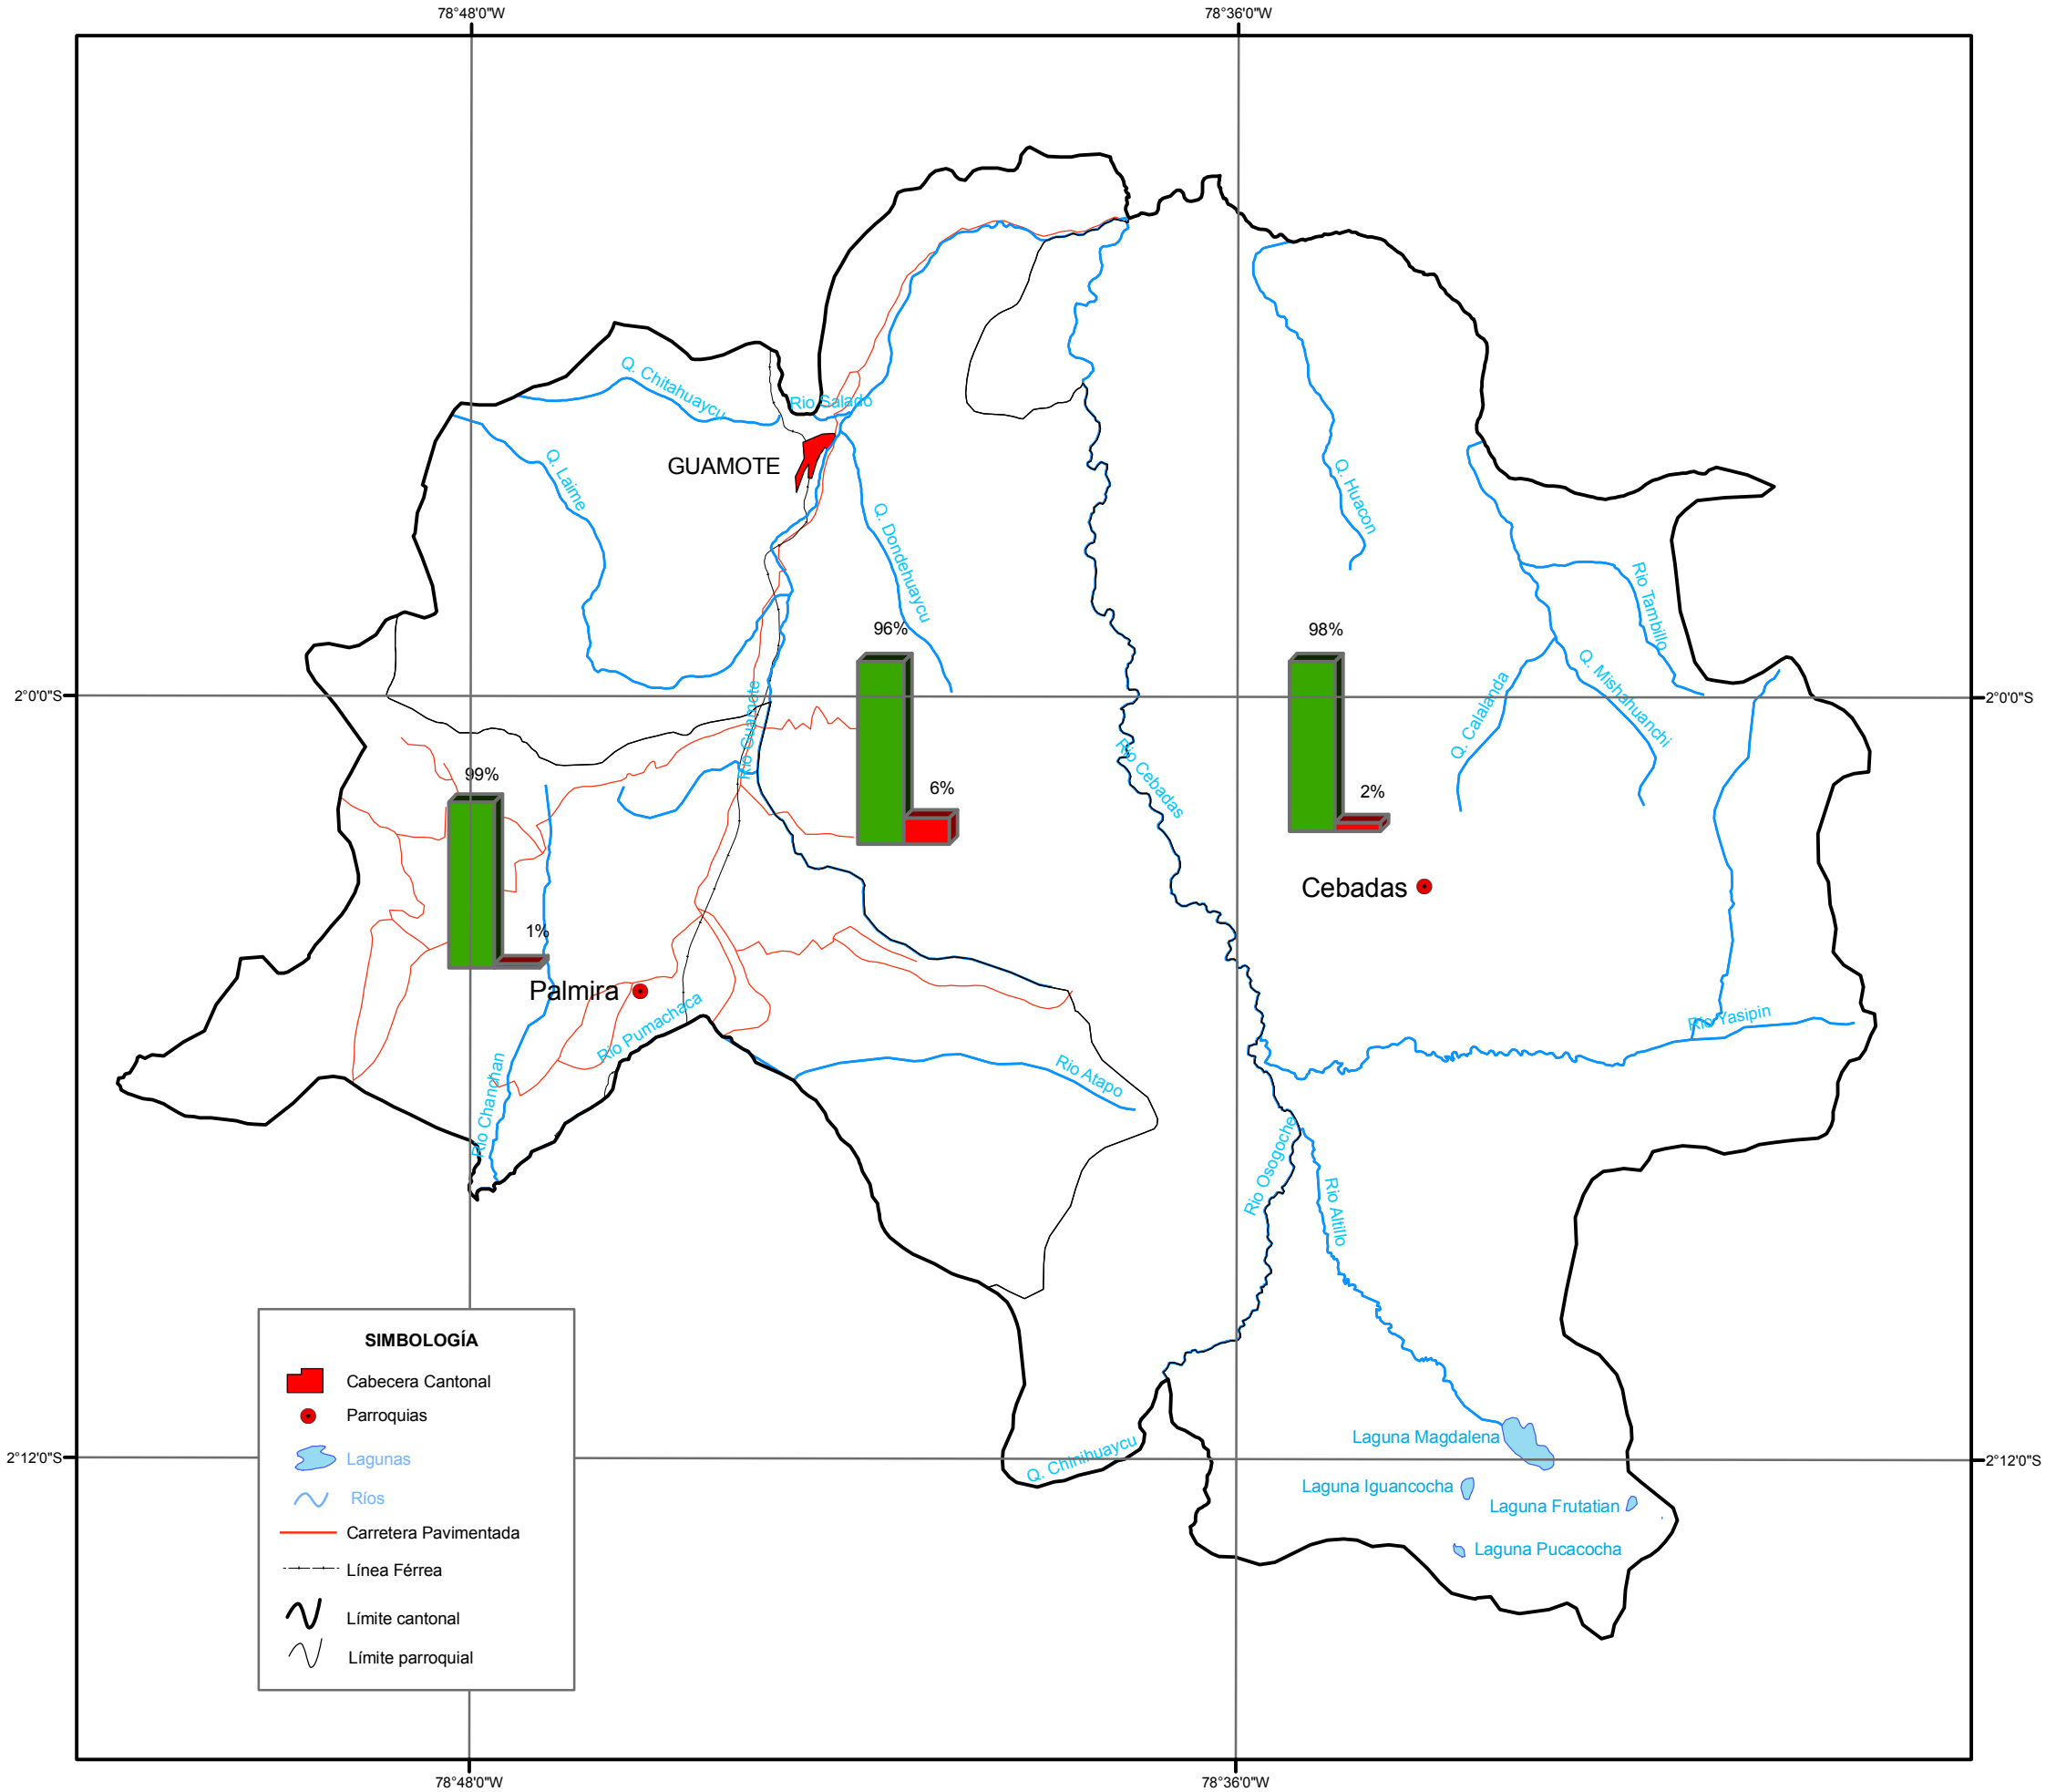 78°48'0"W
78°36'0"W
Q. Chitahuaycu
Rio Salado
GUAMOTE
Q. Laime
Q. Huacon
Q. Dondehuaycu
Rio Tambillo
96%
98%
Q. Mishahuanchi
Q. Calalanda
2°0'0"S
2°0'0"S
Rio Guamote
Rio Cebadas
99%
6%
2%
Cebadas
1%
Palmira
Rio Pumachaca
Rio Yasipin
Rio Atapo
Rio Chanchan
Rio Osogoche
Rio Altillo
SIMBOLOGÍA
Cabecera Cantonal
Parroquias
Lagunas
Ríos
Carretera Pavimentada
Línea Férrea
Límite cantonal
Límite parroquial
Laguna Magdalena
Q. Chinihuaycu
2°12'0"S
2°12'0"S
Laguna Iguancocha
Laguna Frutatian
Laguna Pucacocha
78°48'0"W
78°36'0"W